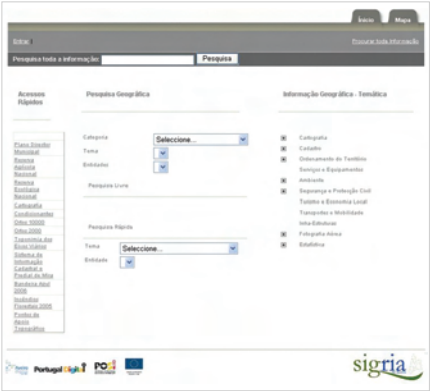 Início Mapa
Entrar |
Procurar toda informação
Pesquisa toda a informação: Pesquisa
Acessos
Rápidos
Pesquisa Geográfica
Informação Geográfica - Temática
Plano Director
Municipal
Reserva
Agrícola
Nacional
Reserva
Ecológica
Nacional
Cartografia
Condicionantes
Orto 10000
Orto 2000
Toponímia dos
Eixos Viários
Sistema de
Informação
Cadastral e
Predial de
Bandeira Azul
2008
Incêndios
Florestais 2006
Pontos de
Apoio
Topográfico
Categoria Seleccione...
Tema
Entidades
Pesquisa Livre
Pesquisa Rápida
Tema Seleccione...
Entidade
Cartografia
Cadastro
Ordenamento do Território
Serviços e Equipamentos
Ambiente
Segurança e Protecção Civil
Turismo e Economia Local
Transportes e Mobilidade
Infra-Estruturas
Fotografia Aérea
Estatística
Portugal Digital
sigria